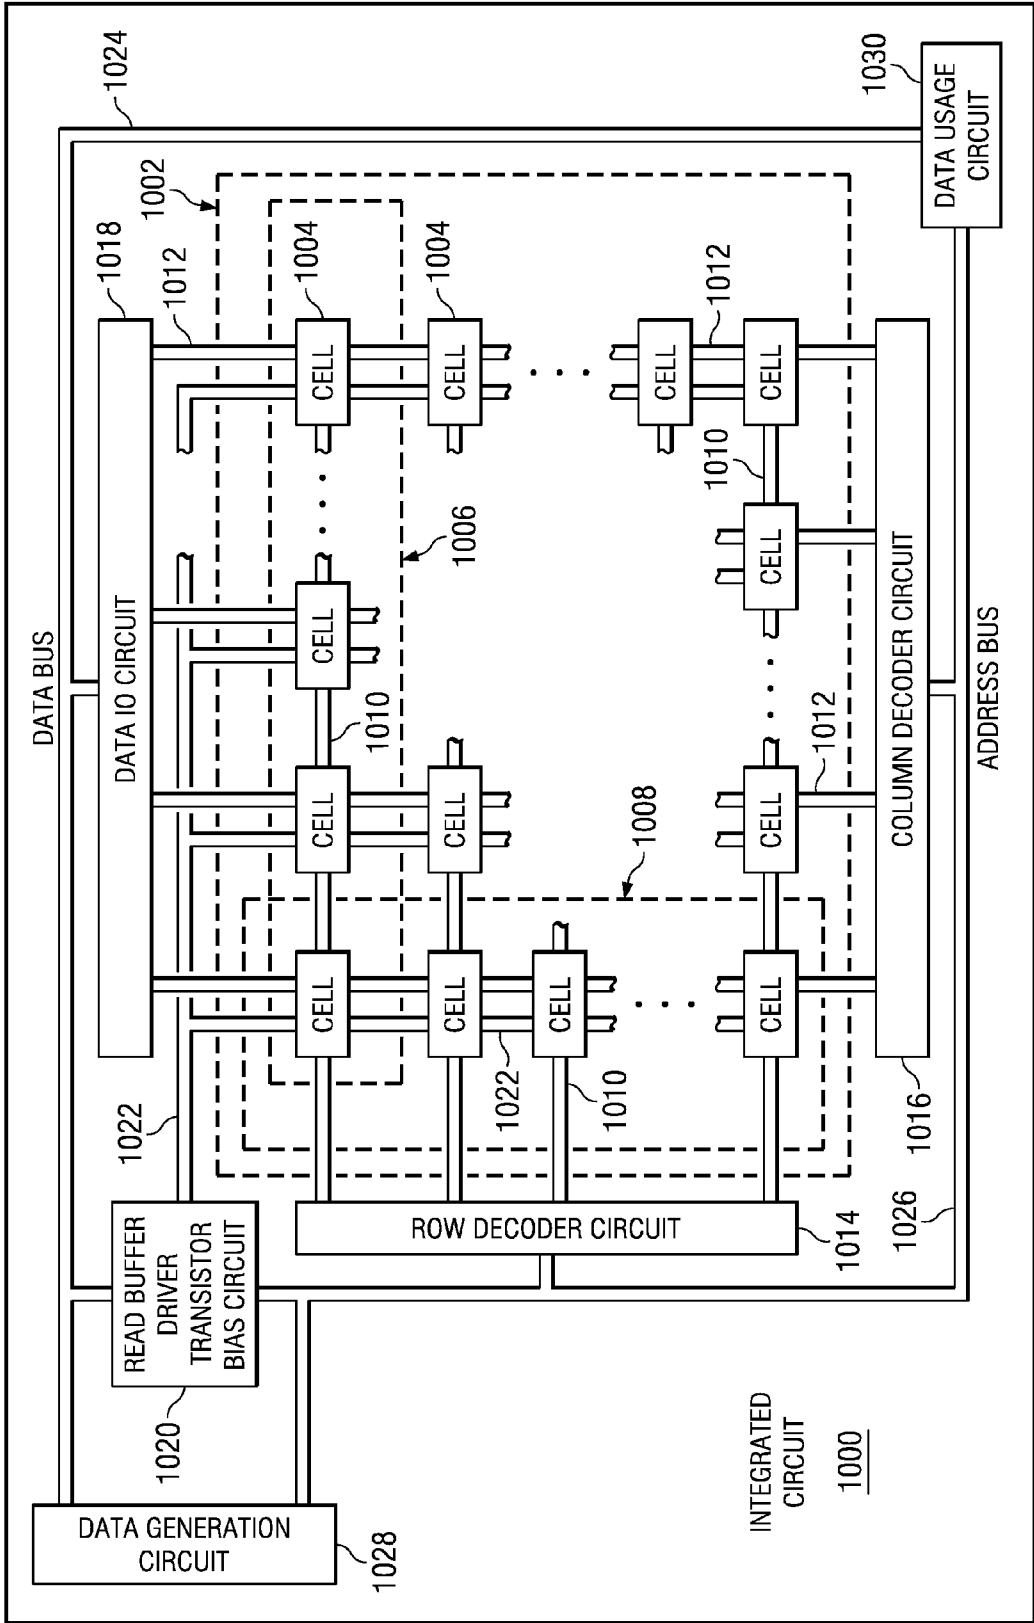 DATA BUS
DATA GENERATION
CIRCUIT
1028
READ BUFFER
DRIVER
TRANSISTOR
BIAS CIRCUIT
1020
1022
DATA IO CIRCUIT
1018
1024
1002
1012
CELL
CELL
CELL
CELL
1004
1010
CELL
CELL
CELL
1004
1006
1022
CELL
1010
1008
CELL
1012
1010
CELL
CELL
CELL
CELL
1012
ROW DECODER CIRCUIT
1014
COLUMN DECODER CIRCUIT
1016
1026
ADDRESS BUS
1030
DATA USAGE
CIRCUIT
INTEGRATED
CIRCUIT
1000